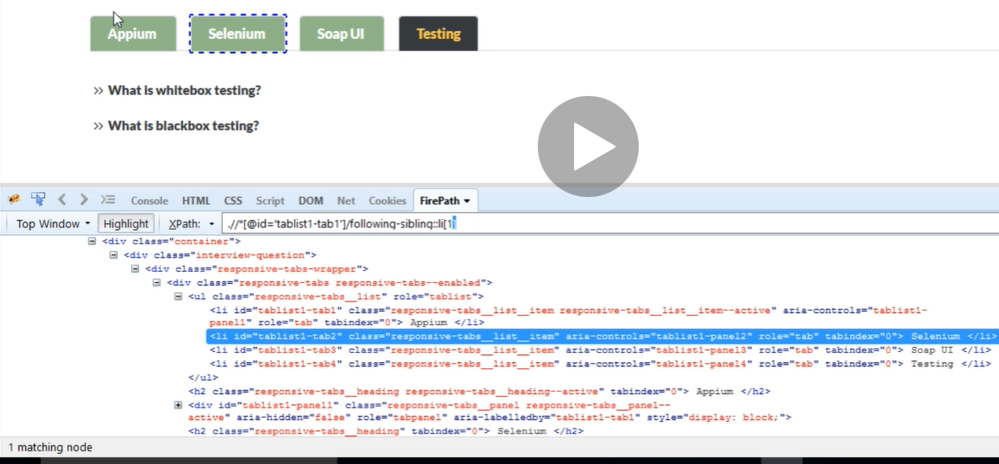 Appium Selenium Soap UI Testing
>> What is whitebox testing?
>> What is blackbox testing?
Console HTML CSS Script DOM Net Cookies FirePath
Top Window Highlight XPath: .//*[@id='tablist1-tab1']/following-sibling::li[1]
<div class="container">
<div class="interview-question">
<div class="responsive-tabs-wrapper">
<div class="responsive-tabs responsive-tabs--enabled">
<ul class="responsive-tabs__list" role="tablist">
<li id="tablist1-tab1" class="responsive-tabs__list__item responsive-tabs__list__item--active" aria-controls="tablist1-
panel1" role="tab" tabindex="0"> Appium </li>
<li id="tablist1-tab2" class="responsive-tabs__list__item" aria-controls="tablist1-panel2" role="tab" tabindex="0"> Selenium </li>
<li id="tablist1-tab3" class="responsive-tabs__list__item" aria-controls="tablist1-panel3" role="tab" tabindex="0"> Soap UI </li>
<li id="tablist1-tab4" class="responsive-tabs__list__item" aria-controls="tablist1-panel4" role="tab" tabindex="0"> Testing </li>
</ul>
<h2 class="responsive-tabs__heading responsive-tabs__heading--active" tabindex="0"> Appium </h2>
<div id="tablist1-panel1" class="responsive-tabs__panel responsive-tabs__panel--
active" aria-hidden="false" role="tabpanel" aria-labelledby="tablist1-tab1" style="display: block;">
<h2 class="responsive-tabs__heading" tabindex="0"> Selenium </h2>
1 matching node